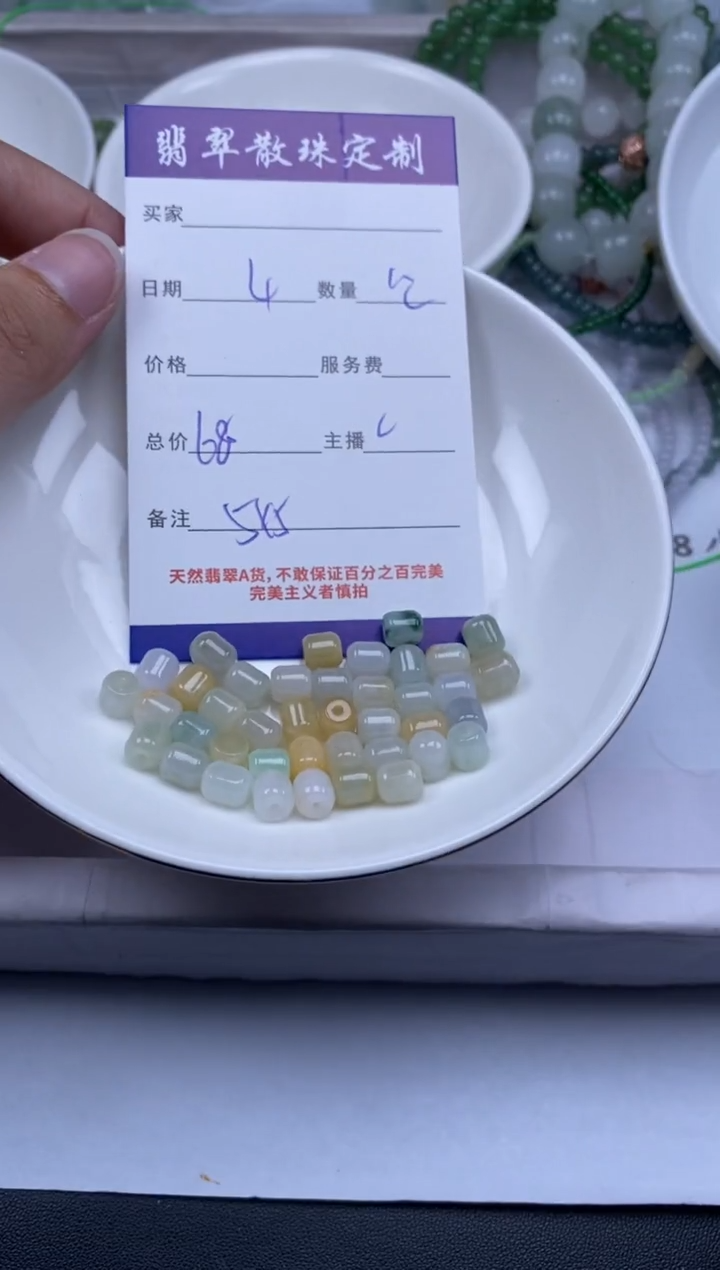 翡翠散珠定制
买家
日期 4 数量
价格 服务费
总价 68 主播
备注 5x5
天然翡翠A货,不敢保证百分之百完美
完美主义者慎拍
8